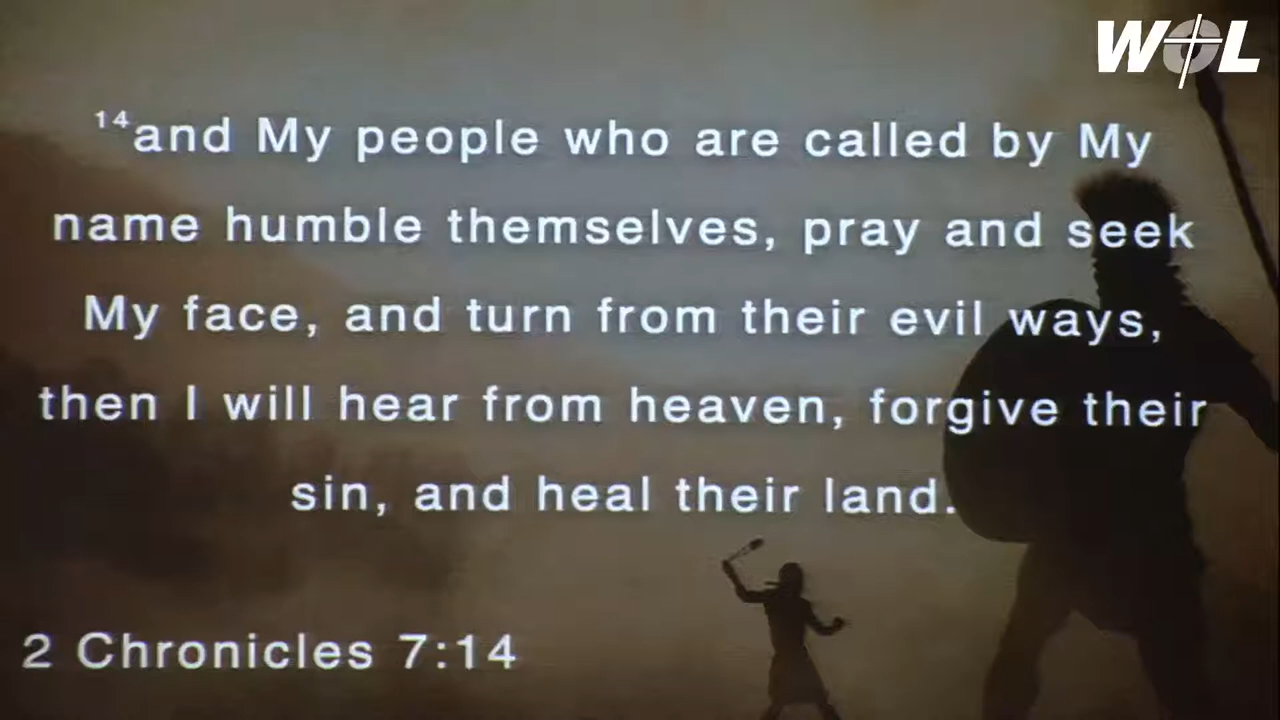 WOL
¹⁴and My people who are called by My
name humble themselves, pray and seek
My face, and turn from their evil ways,
then I will hear from heaven, forgive their
sin, and heal their land.
2 Chronicles 7:14